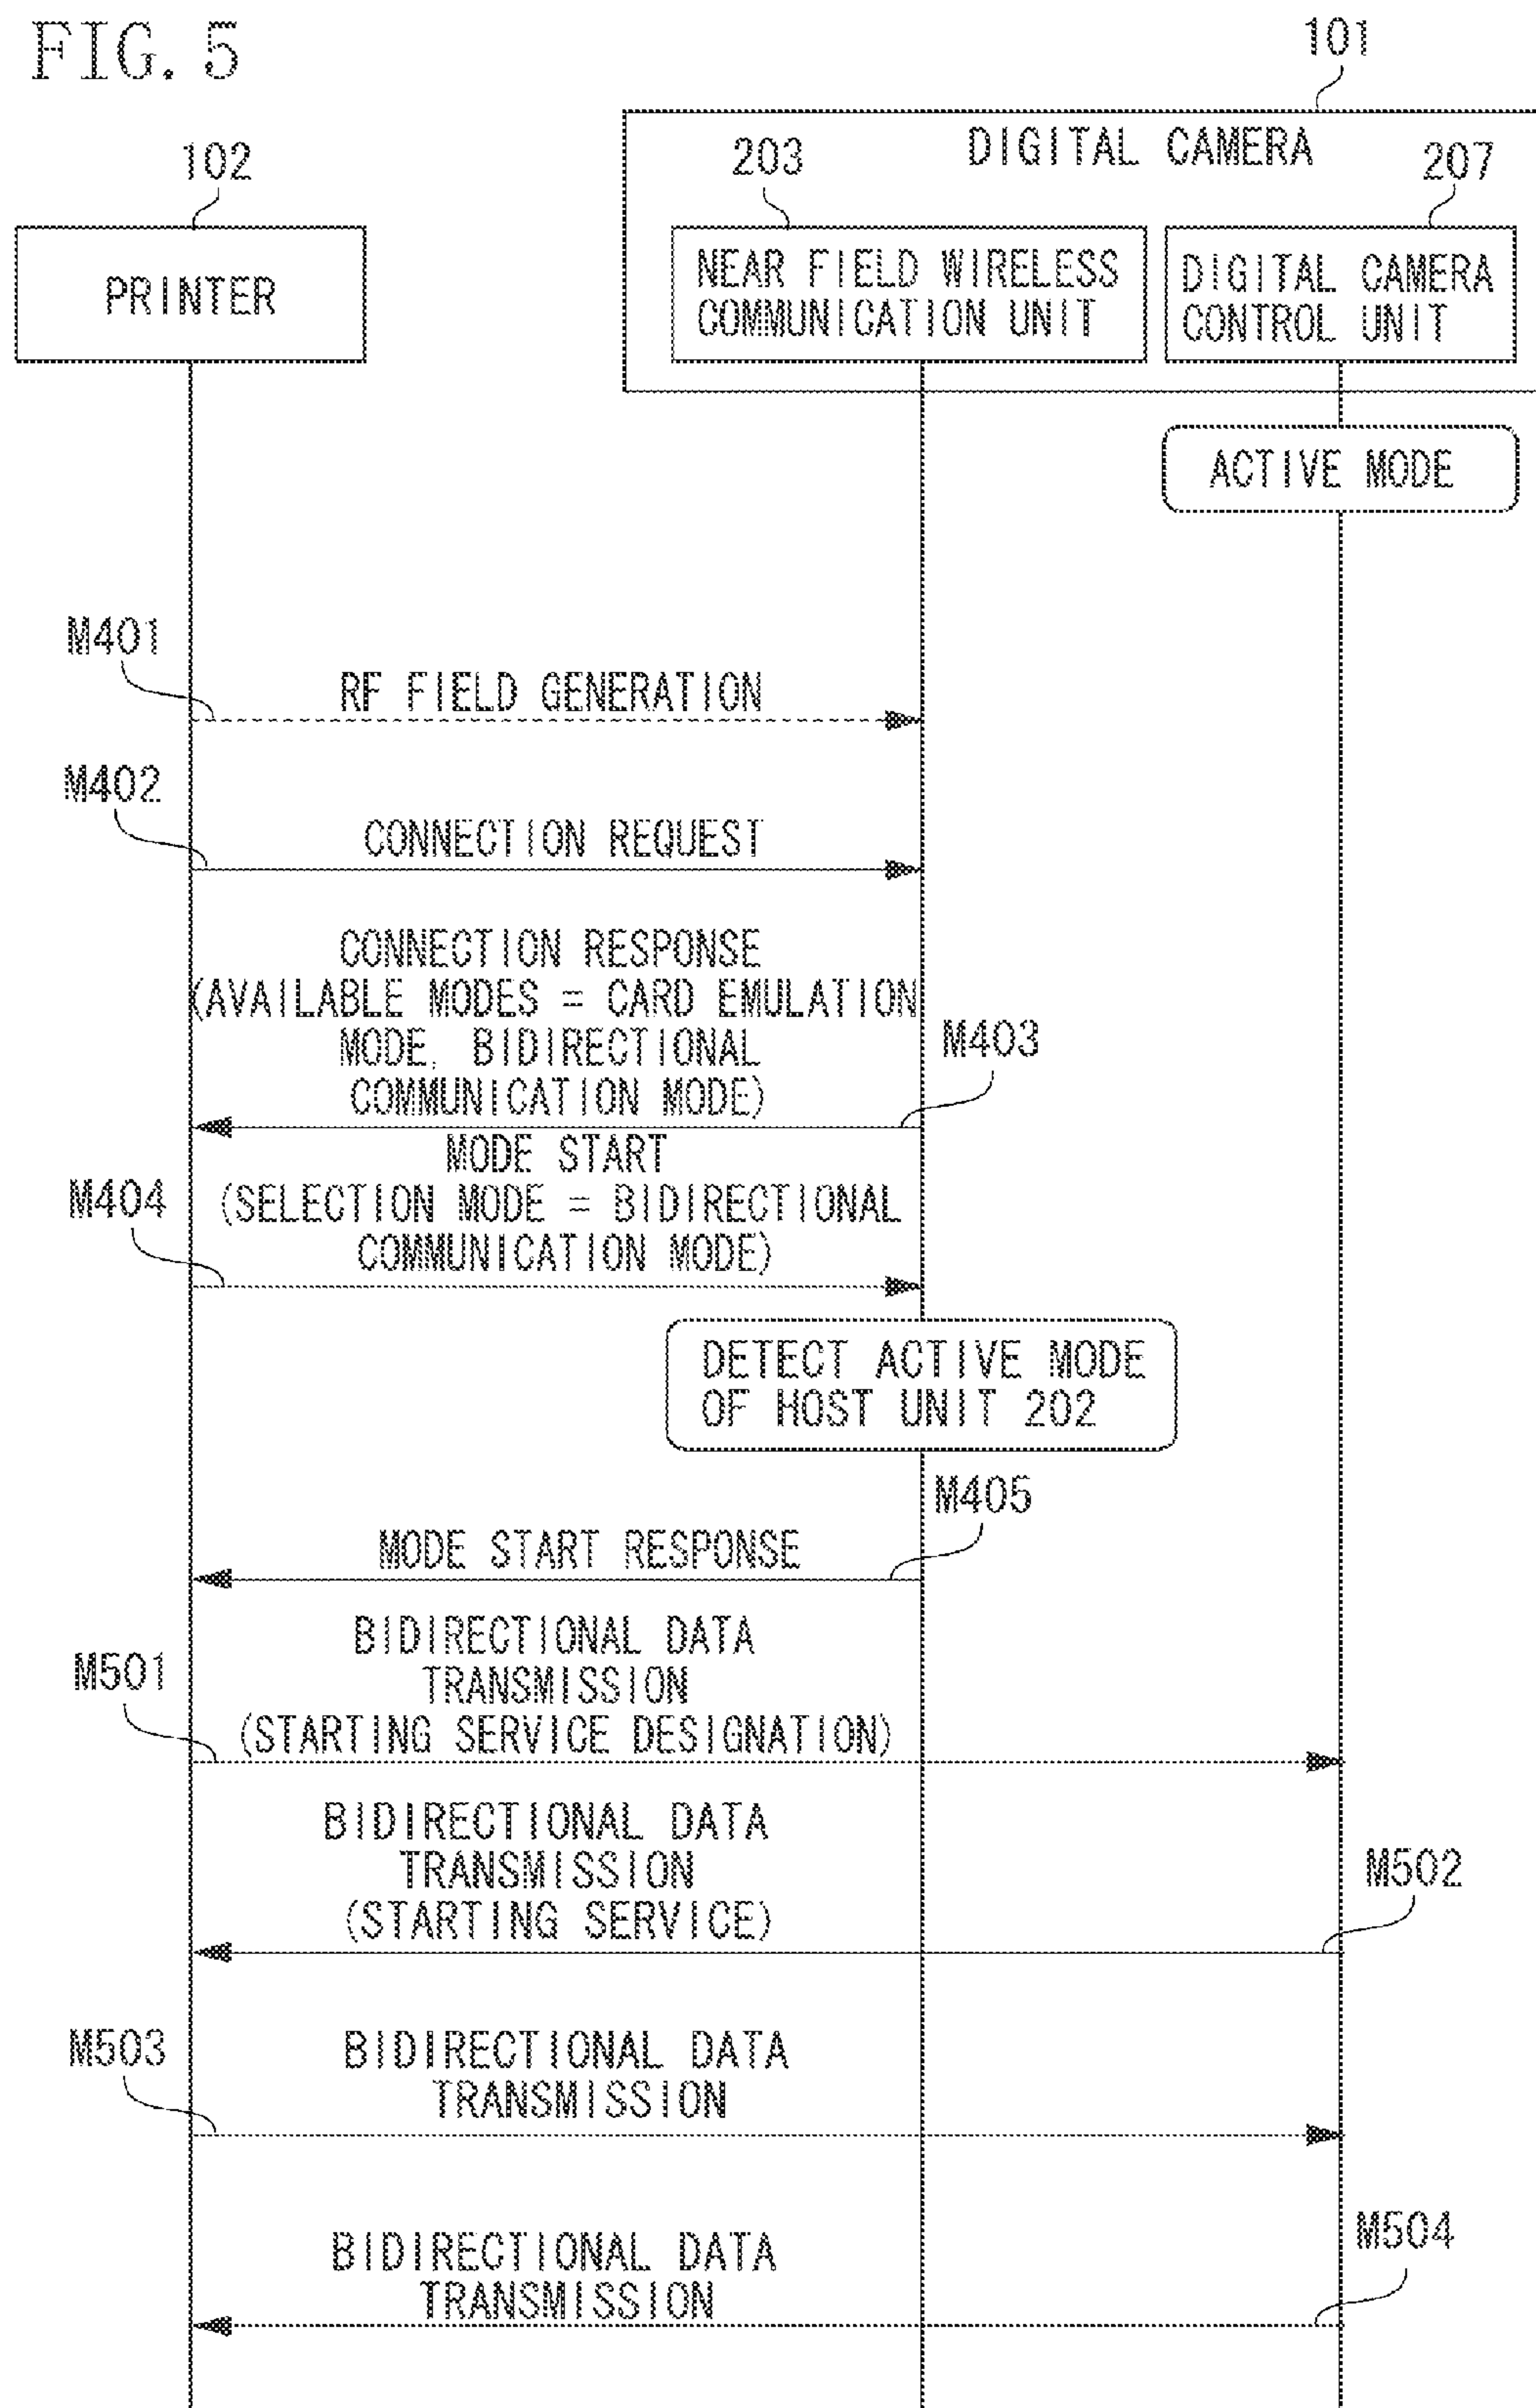 FIG. 5
101
DIGITAL CAMERA
102
203
207
PRINTER
NEAR FIELD WIRELESS
COMMUNICATION UNIT
DIGITAL CAMERA
CONTROL UNIT
ACTIVE MODE
M401
RF FIELD GENERATION
M402
CONNECTION REQUEST
CONNECTION RESPONSE
(AVAILABLE MODES = CARD EMULATION
MODE, BIDIRECTIONAL
COMMUNICATION MODE)
M403
MODE START
(SELECTION MODE = BIDIRECTIONAL
COMMUNICATION MODE)
M404
DETECT ACTIVE MODE
OF HOST UNIT 202
M405
MODE START RESPONSE
BIDIRECTIONAL DATA
TRANSMISSION
(STARTING SERVICE DESIGNATION)
M501
BIDIRECTIONAL DATA
TRANSMISSION
(STARTING SERVICE)
M502
M503
BIDIRECTIONAL DATA
TRANSMISSION
M504
BIDIRECTIONAL DATA
TRANSMISSION